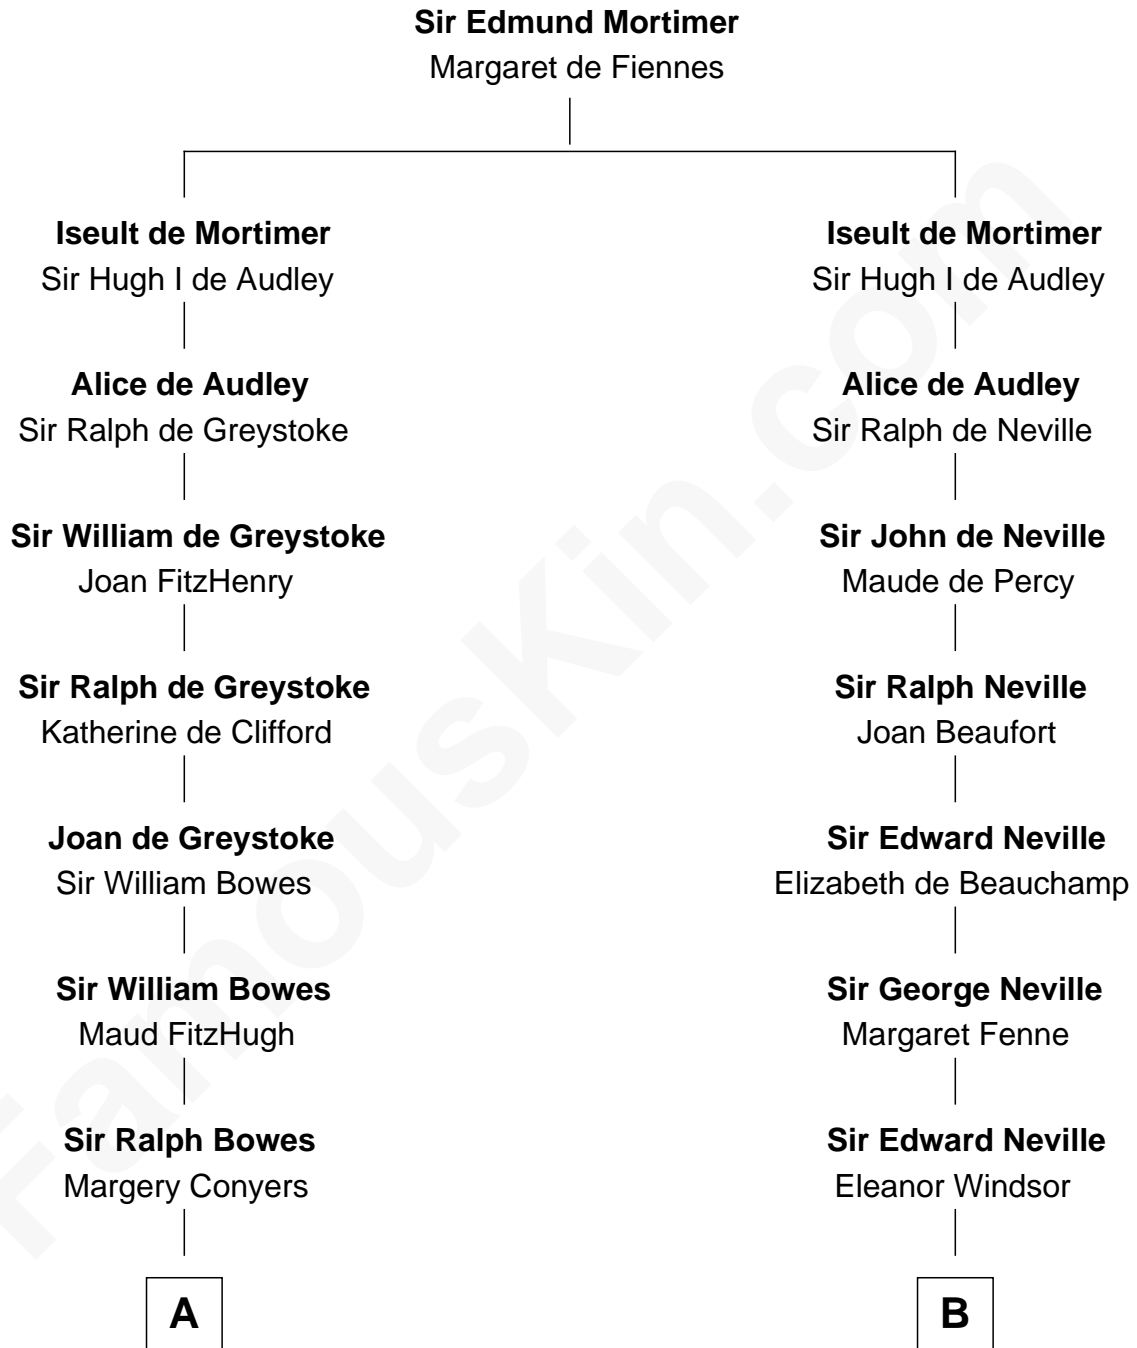 Sir Edmund Mortimer
Margaret de Fiennes
Iseult de Mortimer
Sir Hugh I de Audley
Iseult de Mortimer
Sir Hugh I de Audley
Alice de Audley
Sir Ralph de Greystoke
Alice de Audley
Sir Ralph de Neville
Sir William de Greystoke
Joan FitzHenry
Sir John de Neville
Maude de Percy
Sir Ralph de Greystoke
Katherine de Clifford
Sir Ralph Neville
Joan Beaufort
Joan de Greystoke
Sir William Bowes
Sir Edward Neville
Elizabeth de Beauchamp
Sir William Bowes
Maud FitzHugh
Sir George Neville
Margaret Fenne
Sir Ralph Bowes
Margery Conyers
Sir Edward Neville
Eleanor Windsor
A
B
FamousKin.com